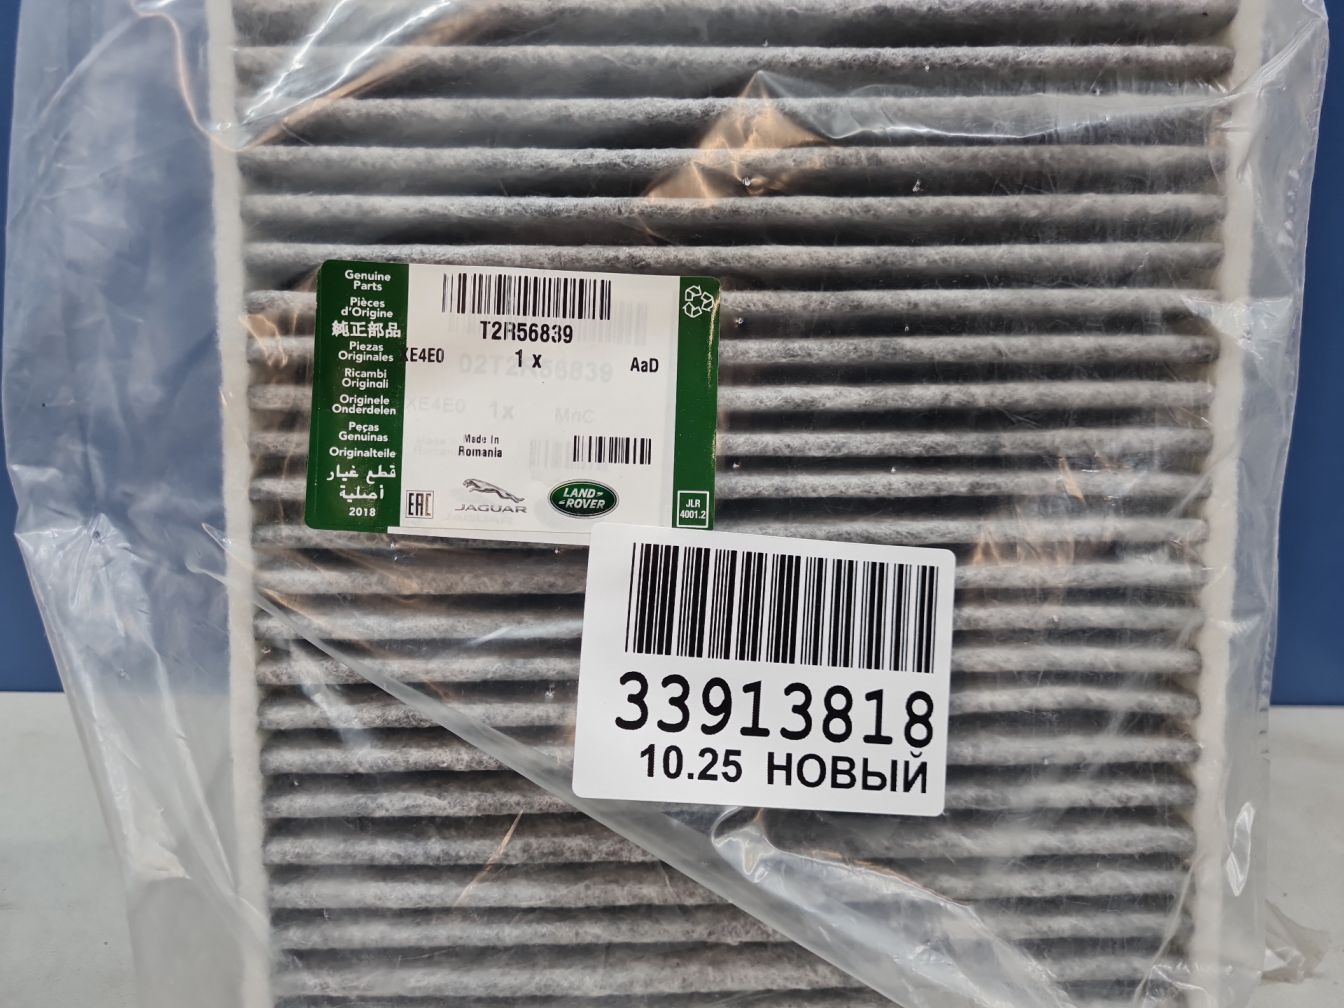 Genuine
Parts
Pièces
d'Origine
純正部品
Piezas
Originales
Ricambi
Originali
Originele
Onderdelen
Peças
Genuinas
Originalteile
قطع غيار
أصلية
2018
T2R56839
XE4E0
1 x
AaD
02T2R56839
XE4E0
1x
MnC
Made In
Romania
EAC
JAGUAR
LAND-
-ROVER
JLR
4001.2
33913818
10.25 НОВЫЙ